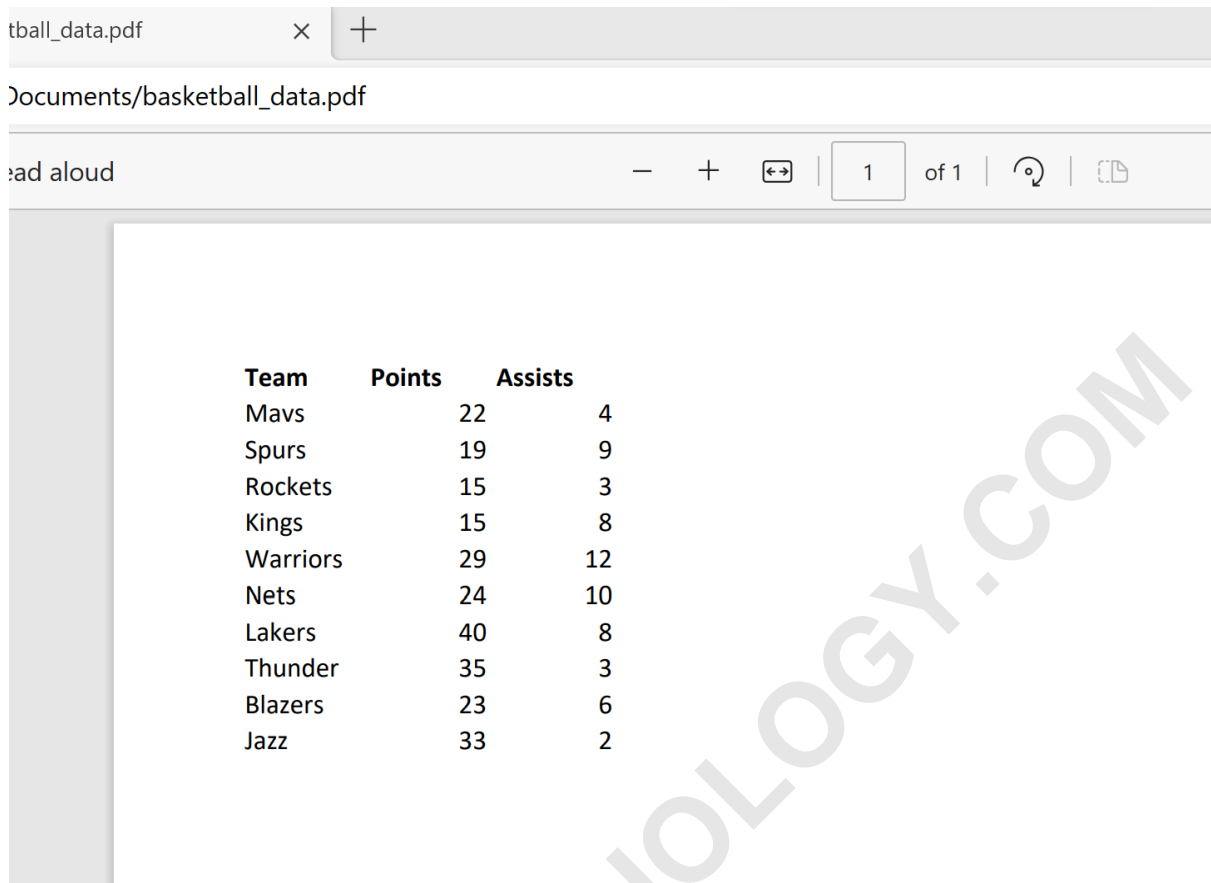 tball_data.pdf
Documents/basketball_data.pdf
ead aloud
1 of 1
Team Points Assists
Mavs 22 4
Spurs 19 9
Rockets 15 3
Kings 15 8
Warriors 29 12
Nets 24 10
Lakers 40 8
Thunder 35 3
Blazers 23 6
Jazz 33 2
OLOGY.COM